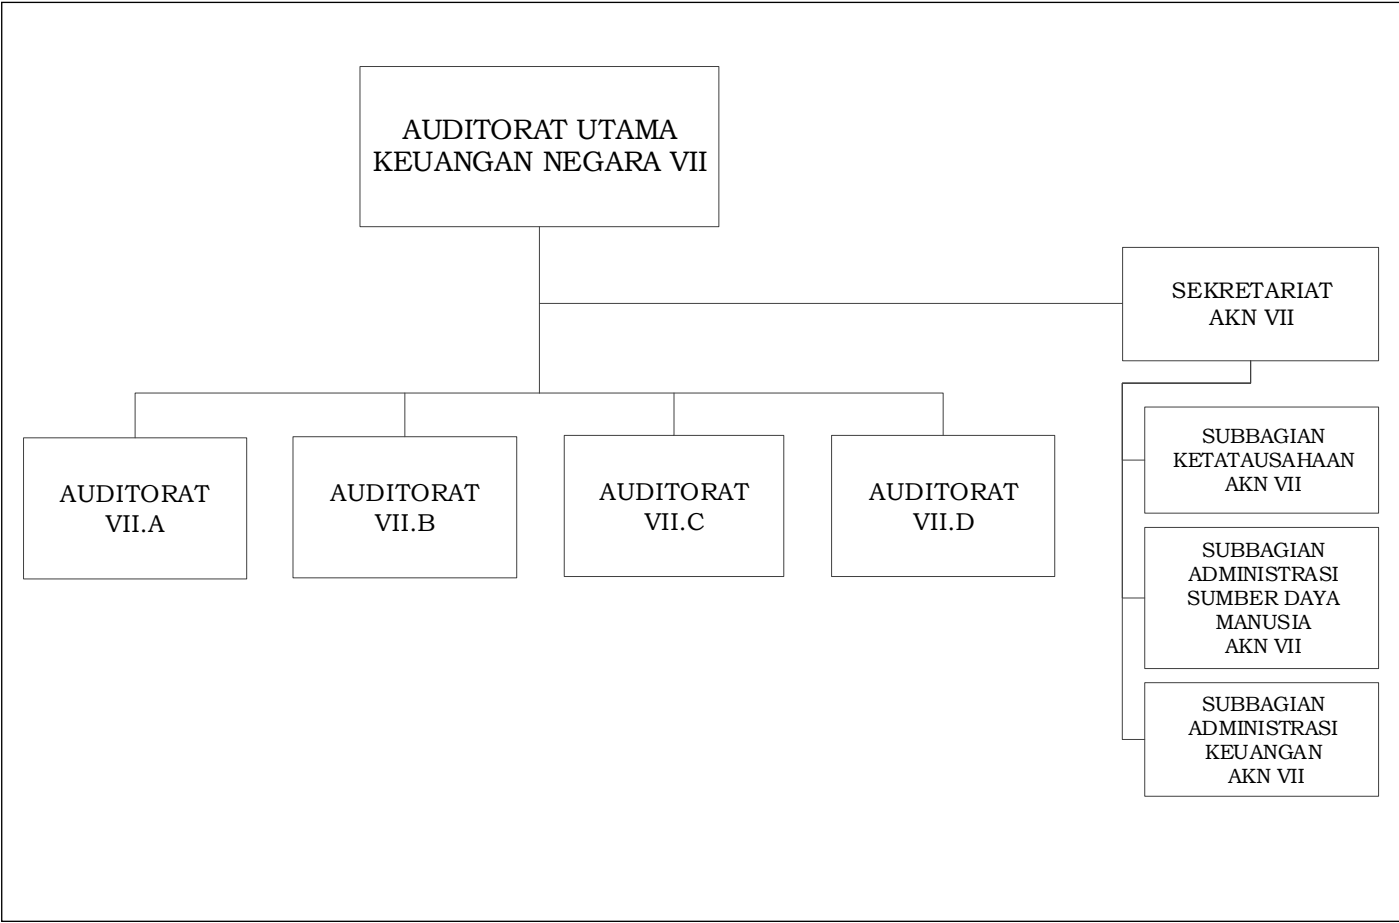 AUDITORAT UTAMA
KEUANGAN NEGARA VII
SEKRETARIAT
AKN VII
AUDITORAT
VII.A
AUDITORAT
VII.B
AUDITORAT
VII.C
AUDITORAT
VII.D
SUBBAGIAN
KETATAUSAHAAN
AKN VII
SUBBAGIAN
ADMINISTRASI
SUMBER DAYA
MANUSIA
AKN VII
SUBBAGIAN
ADMINISTRASI
KEUANGAN
AKN VII